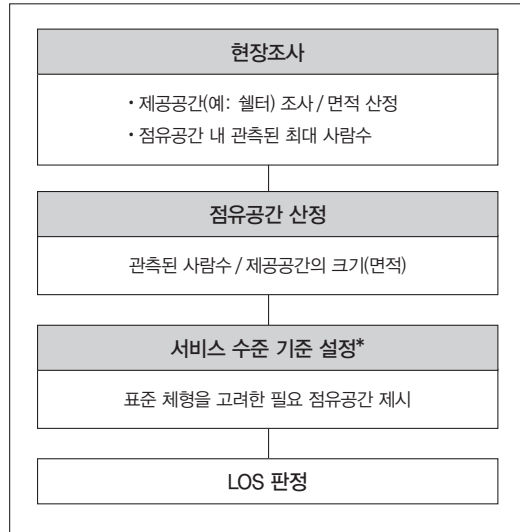 현장조사
• 제공공간(예: 쉘터) 조사 / 면적 산정
• 점유공간 내 관측된 최대 사람수
점유공간 산정
관측된 사람수 / 제공공간의 크기(면적)
서비스 수준 기준 설정*
표준 체형을 고려한 필요 점유공간 제시
LOS 판정